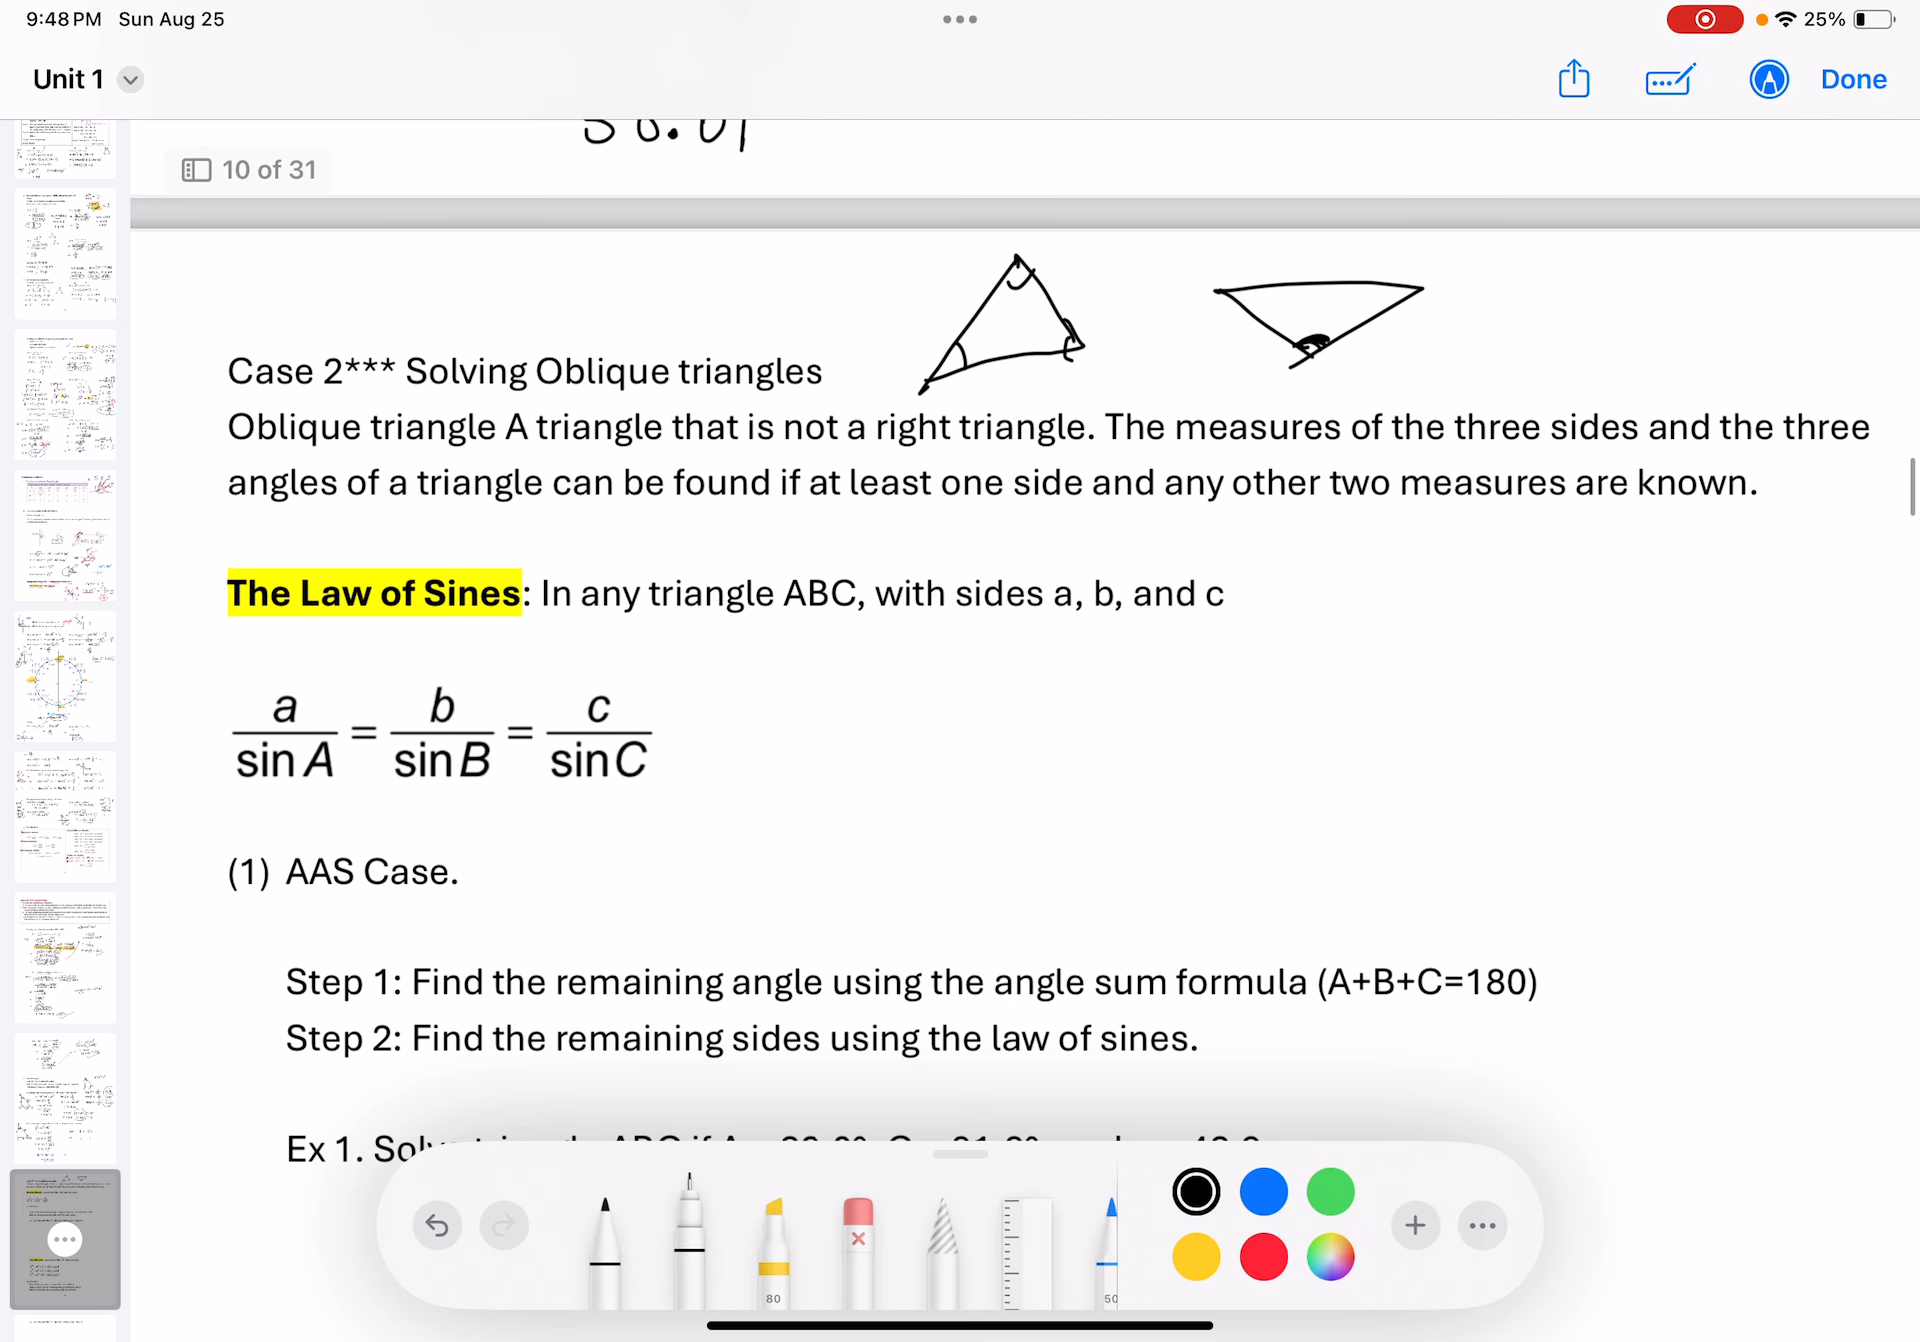 9:48 PM Sun Aug 25
25%
Unit 1
Done
10 of 31
Case 2*** Solving Oblique triangles
Oblique triangle A triangle that is not a right triangle. The measures of the three sides and the three
angles of a triangle can be found if at least one side and any other two measures are known.
The Law of Sines: In any triangle ABC, with sides a, b, and c
a/sin A = b/sin B = c/sin C
(1) AAS Case.
Step 1: Find the remaining angle using the angle sum formula (A+B+C=180)
Step 2: Find the remaining sides using the law of sines.
Ex 1.
80
50